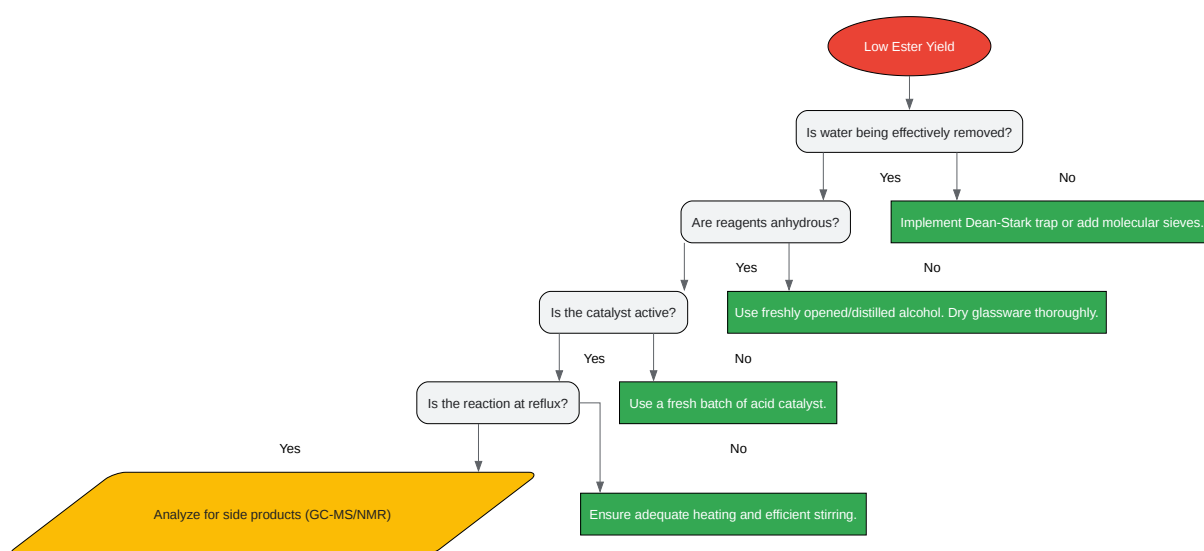 Low Ester Yield
Is water being effectively removed?
Yes
No
Are reagents anhydrous?
Implement Dean-Stark trap or add molecular sieves.
Yes
No
Is the catalyst active?
Use freshly opened/distilled alcohol. Dry glassware thoroughly.
Yes
No
Is the reaction at reflux?
Use a fresh batch of acid catalyst.
Yes
No
Analyze for side products (GC-MS/NMR)
Ensure adequate heating and efficient stirring.